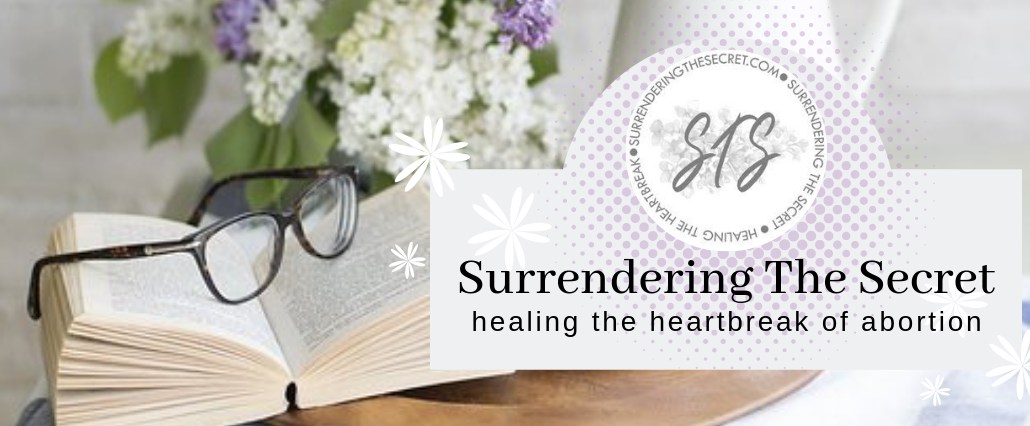 SURRENDERINGTHESECRET.COM ● SURRENDERING THE SECRET ● HEALING THE HEARTBREAK ●
STS
Surrendering The Secret
healing the heartbreak of abortion